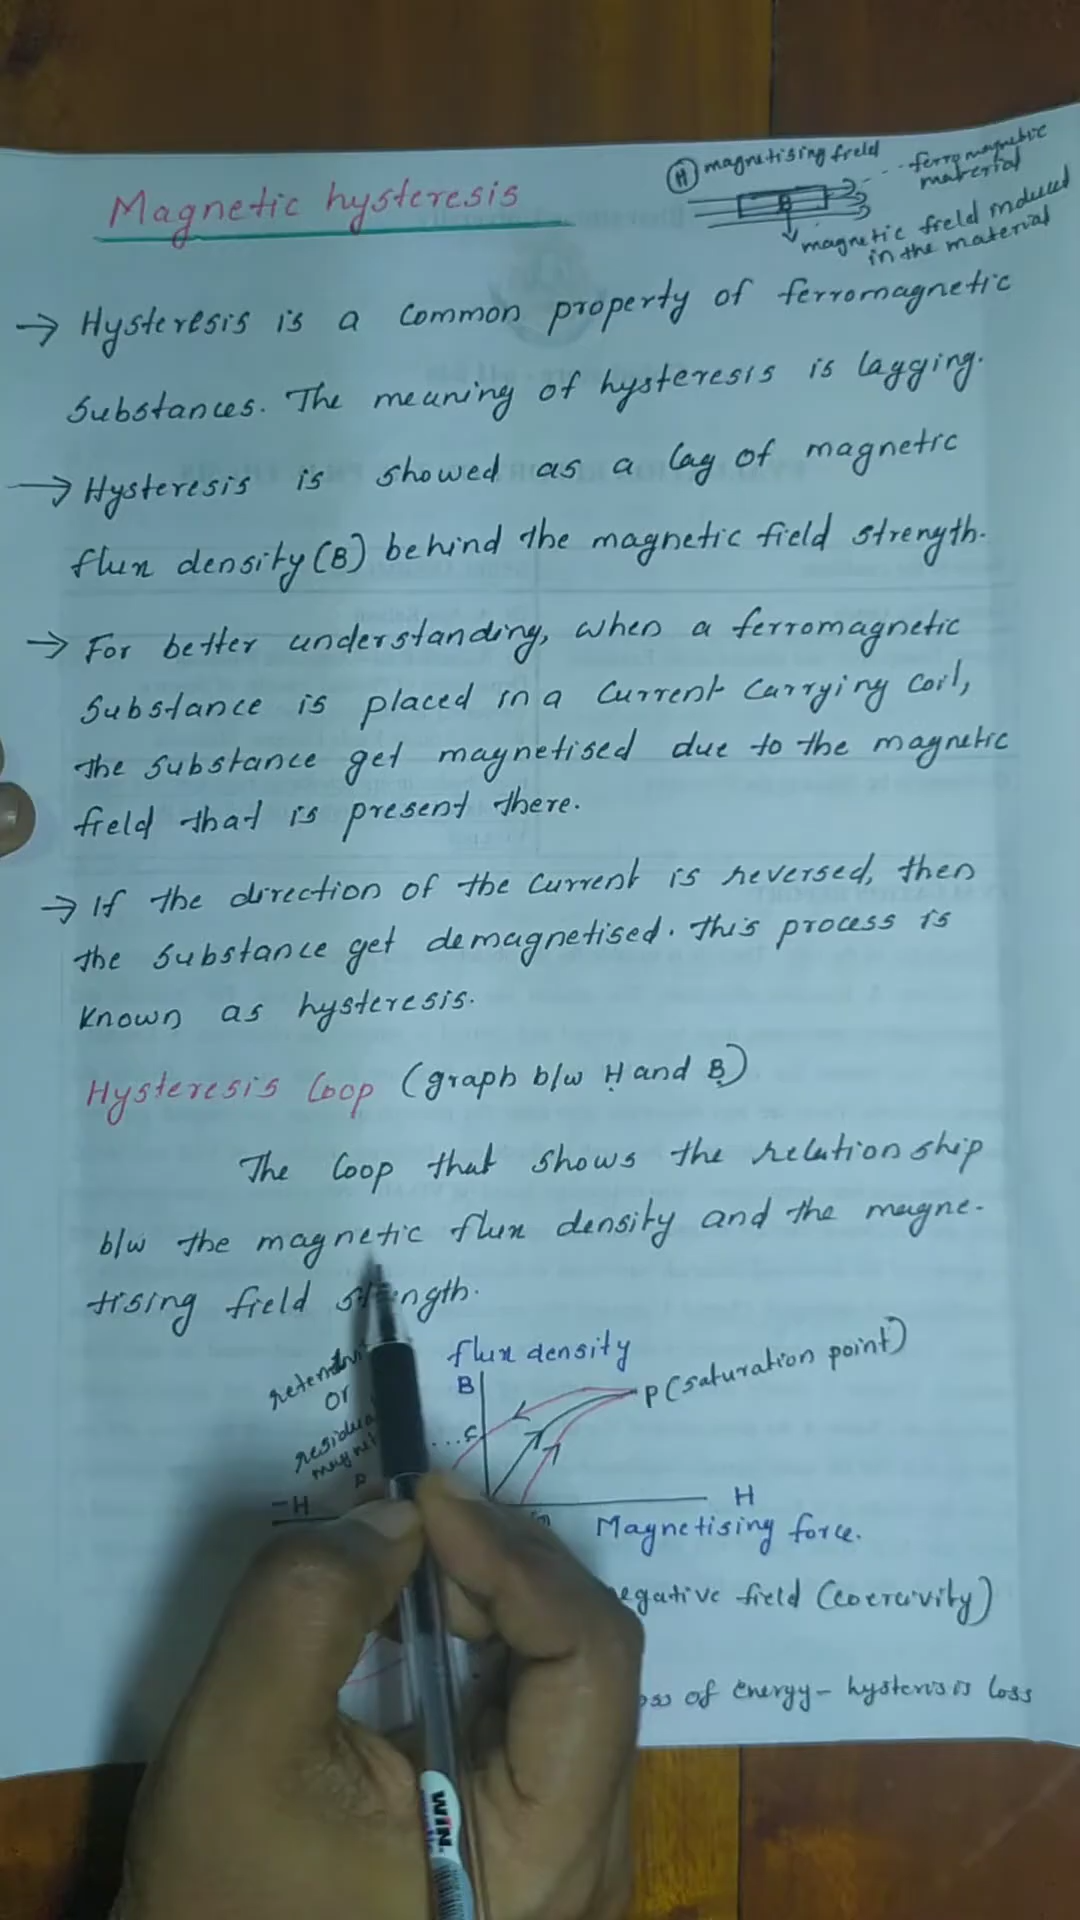 Magnetic hysteresis
(H) magnetising field
ferromagnetic
material
B
magnetic field induced
in the material
→ Hysteresis is a common property of ferromagnetic
substances. The meaning of hysteresis is lagging.
→ Hysteresis is showed as a lag of magnetic
flux density (B) behind the magnetic field strength.
→ For better understanding, when a ferromagnetic
substance is placed in a current carrying coil,
the substance get magnetised due to the magnetic
field that is present there.
→ If the direction of the current is reversed, then
the substance get demagnetised. This process is
known as hysteresis.
Hysteresis Loop (graph b/w H and B)
The loop that shows the relationship
b/w the magnetic flux density and the magne-
tising field
flux density
B
P (saturation point)
or
-H
H
Magnetising force.
field (coercivity)
of energy - hysterisis loss
WIN